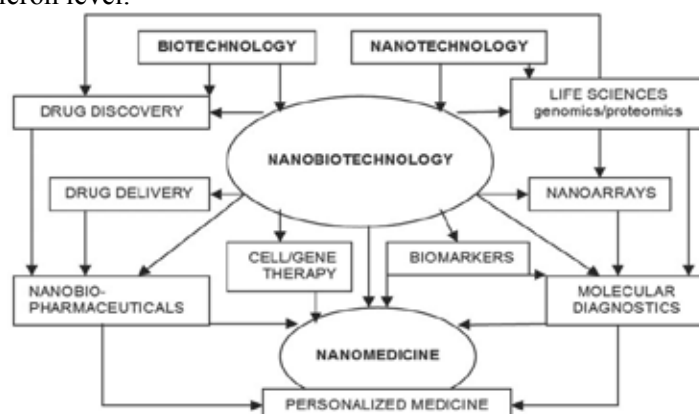 BIOTECHNOLOGY
NANOTECHNOLOGY
DRUG DISCOVERY
LIFE SCIENCES
genomics/proteomics
NANOBIOTECHNOLOGY
DRUG DELIVERY
NANOARRAYS
CELL/GENE
THERAPY
BIOMARKERS
NANOBIO-
PHARMACEUTICALS
MOLECULAR
DIAGNOSTICS
NANOMEDICINE
PERSONALIZED MEDICINE